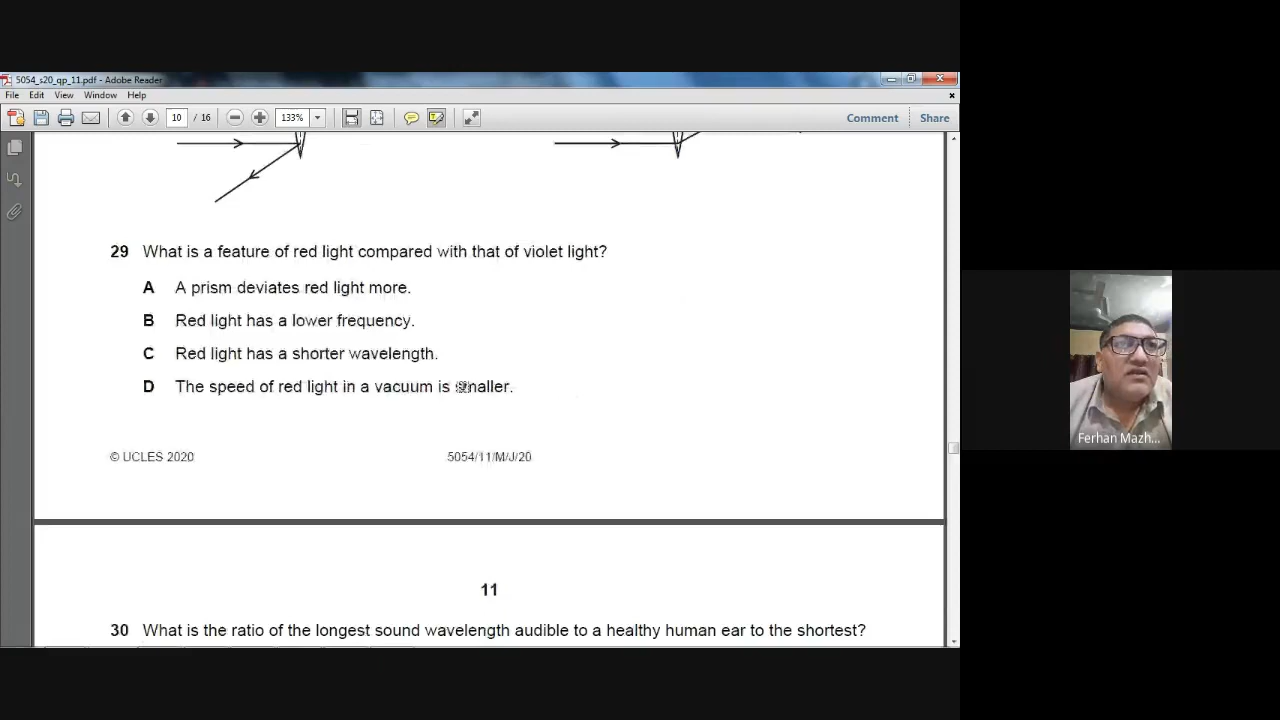 5054_s20_qp_11.pdf - Adobe Reader
File Edit View Window Help
10 / 16 133% Comment Share
29 What is a feature of red light compared with that of violet light?
A A prism deviates red light more.
B Red light has a lower frequency.
C Red light has a shorter wavelength.
D The speed of red light in a vacuum is smaller.
© UCLES 2020 5054/11/M/J/20
11
30 What is the ratio of the longest sound wavelength audible to a healthy human ear to the shortest?
Ferhan Mazh...